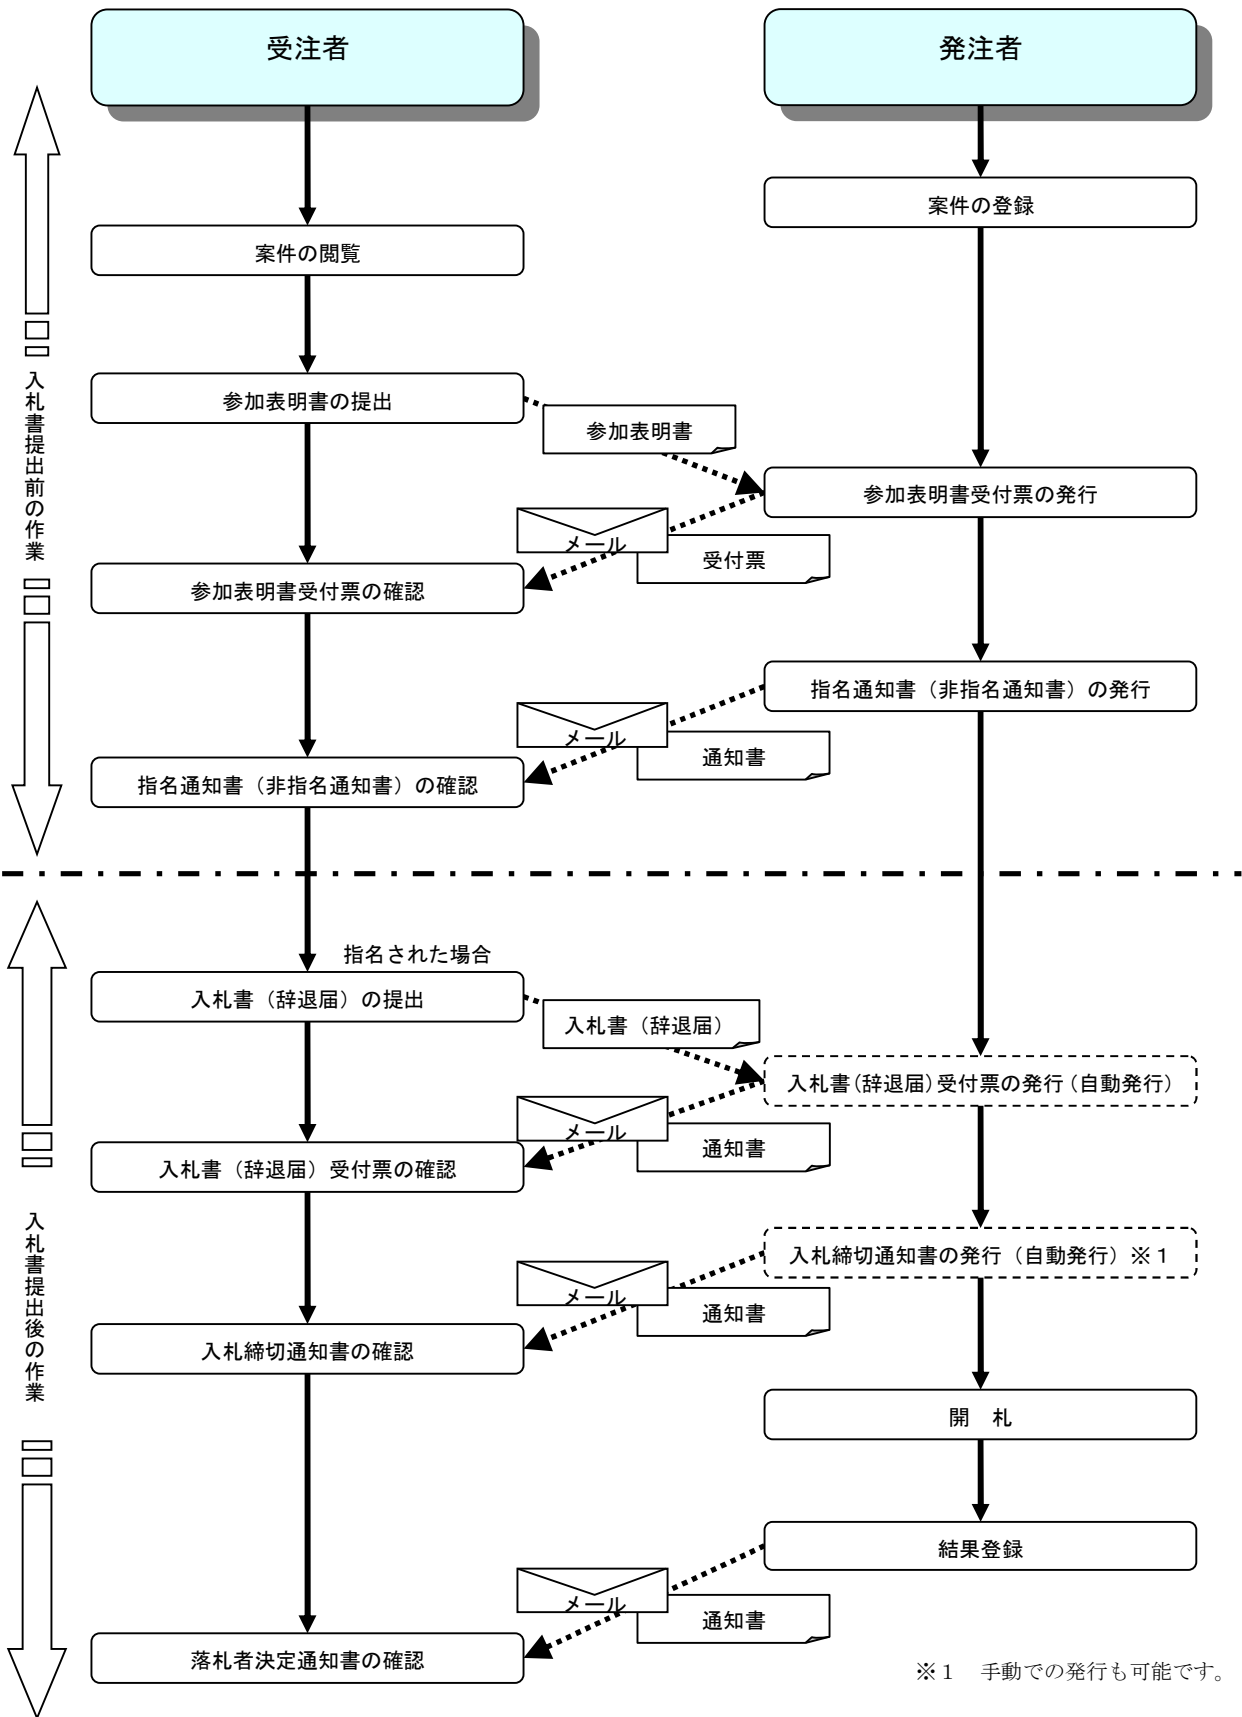 受注者
発注者
案件の登録
案件の閲覧
参加表明書の提出
参加表明書
参加表明書受付票の発行
メール
受付票
参加表明書受付票の確認
指名通知書（非指名通知書）の発行
メール
通知書
指名通知書（非指名通知書）の確認
入札書提出前の作業
指名された場合
入札書（辞退届）の提出
入札書（辞退届）
入札書（辞退届）受付票の発行（自動発行）
メール
通知書
入札書（辞退届）受付票の確認
入札締切通知書の発行（自動発行）※１
メール
通知書
入札締切通知書の確認
開　札
結果登録
メール
通知書
落札者決定通知書の確認
入札書提出後の作業
※１　手動での発行も可能です。